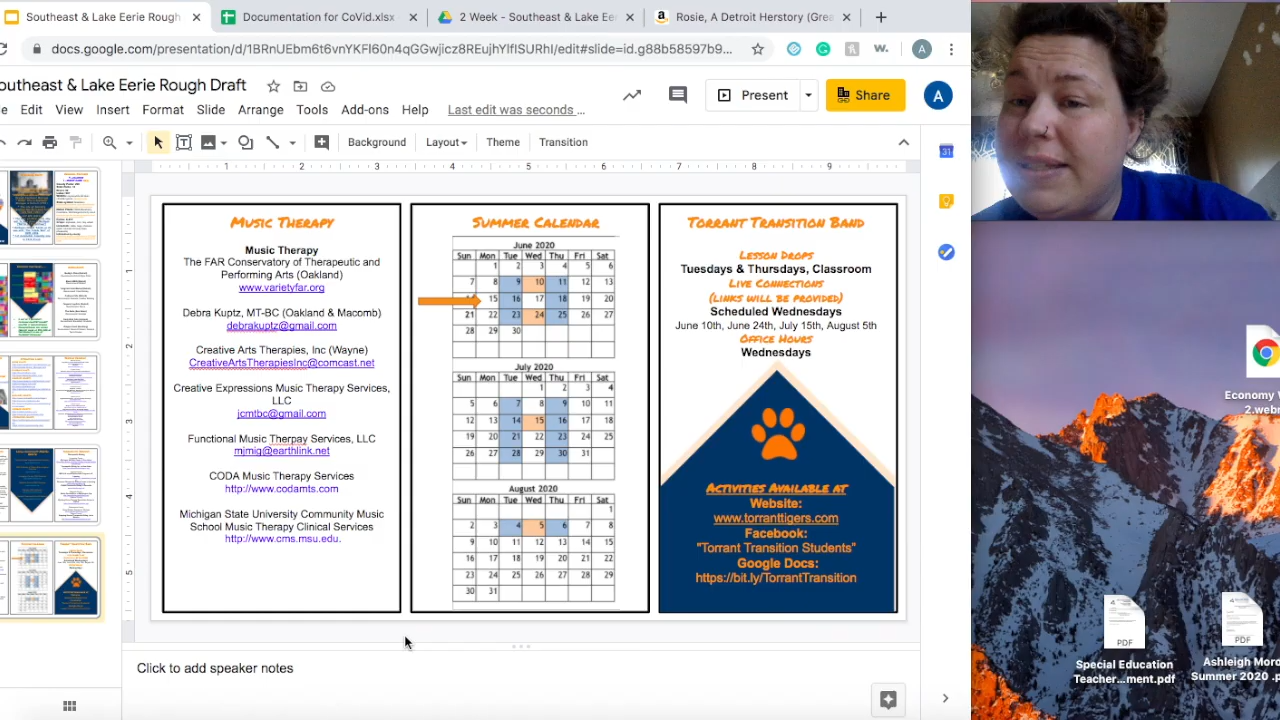 Southeast & Lake Eerie Rough
Documentation for CoVid.xlsx
2 Week - Southeast & Lake Eer
Rosie, a Detroit Herstory (Grea
docs.google.com/presentation/d/1BRnUEbm6t6vnYKFl60n4qGGwjicz8REujhYlfISURhI/edit#slide=id.g88b58597b9...
A
outheast & Lake Eerie Rough Draft
Present
Share
A
Edit View Insert Format Slide Arrange Tools Add-ons Help Last edit was seconds ...
Background Layout Theme Transition
1 2 3 4 5 6 7 8 9
Music Therapy
Music Therapy
The FAR Conservatory of Therapeutic and
Performing Arts (Oakland)
www.varietyfar.org
Debra Kuptz, MT-BC (Oakland & Macomb)
debrakuptz@gmail.com
Creative Arts Therapies, Inc (Wayne)
CreativeArtsTherapiesInc@comcast.net
Creative Expressions Music Therapy Services,
LLC
jcmtbc@gmail.com
Functional Music Therapy Services, LLC
mjmig@earthlink.net
CODA Music Therapy Services
http://www.codamts.com
Michigan State University Community Music
School Music Therapy Clinical Services
http://www.cms.msu.edu.
Summer Calendar
June 2020
Sun Mon Tue Wed Thu Fri Sat
4 5 6
9 10 11 12 13
16 17 18 19 20
24 25 26 27
28 29 30
July 2020
Tue Wed Thu Fri Sat
1 2 3 4
6 7 8 9 10 11
13 14 15 16 17 18
19 20 21 22 23 24 25
28 29 30 31
August 2020
Sun Mon Tue Wed Thu Fri Sat
1
2 3 4 5 6 7 8
9 10 11 12 13 14 15
16 17 18 19 20 21 22
23 24 25 26 27 28 29
30 31
Torrant Transition Band
Lesson Drops
Tuesdays & Thursdays, Classroom
Live Connections
(links will be provided)
Scheduled Wednesdays
June 10th, June 24th, July 15th, August 5th
Office Hours
Wednesdays
Activities Available at
Website:
www.torranttigers.com
Facebook:
"Torrant Transition Students"
Google Docs:
https://bit.ly/TorrantTransition
Click to add speaker notes
Economy
2.web
PDF
PDF
Special Education
Teacher...ment.pdf
Ashleigh Moro
Summer 2020 .p